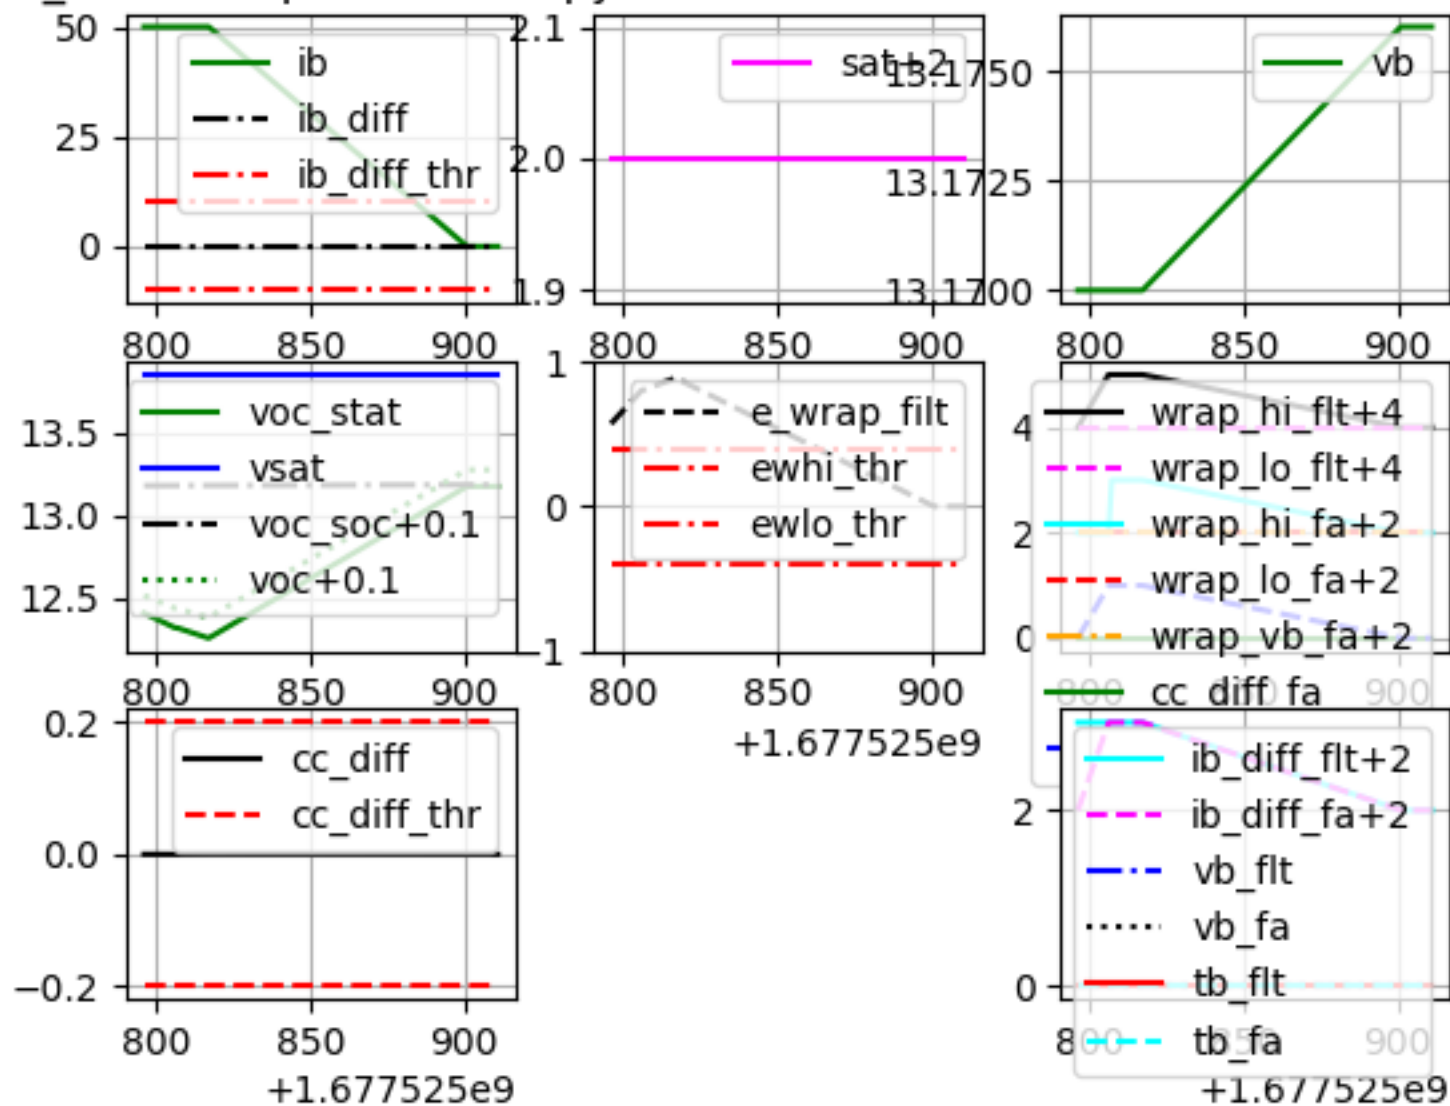 50
25
0
ib
ib_diff
ib_diff_thr
800 850 900
2.1
2.0
1.9
sat+2
800 850 900
13.1750
13.1725
13.1700
vb
800 850 900
13.5
13.0
12.5
voc_stat
vsat
voc_soc+0.1
voc+0.1
800 850 900
1
0
−1
e_wrap_filt
ewhi_thr
ewlo_thr
800 850 900
+1.677525e9
4
2
0
wrap_hi_flt+4
wrap_lo_flt+4
wrap_hi_fa+2
wrap_lo_fa+2
wrap_vb_fa+2
cc_diff_fa
800 900
0.2
0.0
−0.2
cc_diff
cc_diff_thr
800 850 900
+1.677525e9
2
0
ib_diff_flt+2
ib_diff_fa+2
vb_flt
vb_fa
tb_flt
tb_fa
800 850 900
+1.677525e9